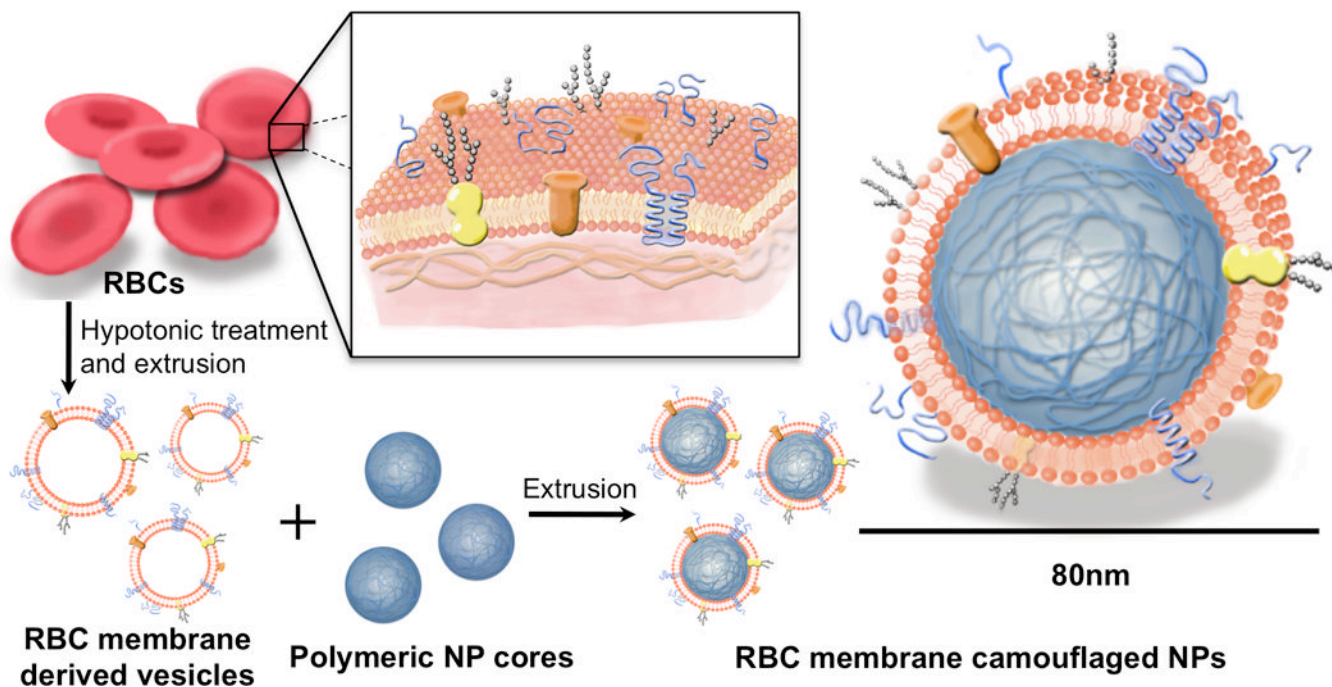 RBCs
Hypotonic treatment
and extrusion
Extrusion
80nm
RBC membrane
derived vesicles
Polymeric NP cores
RBC membrane camouflaged NPs